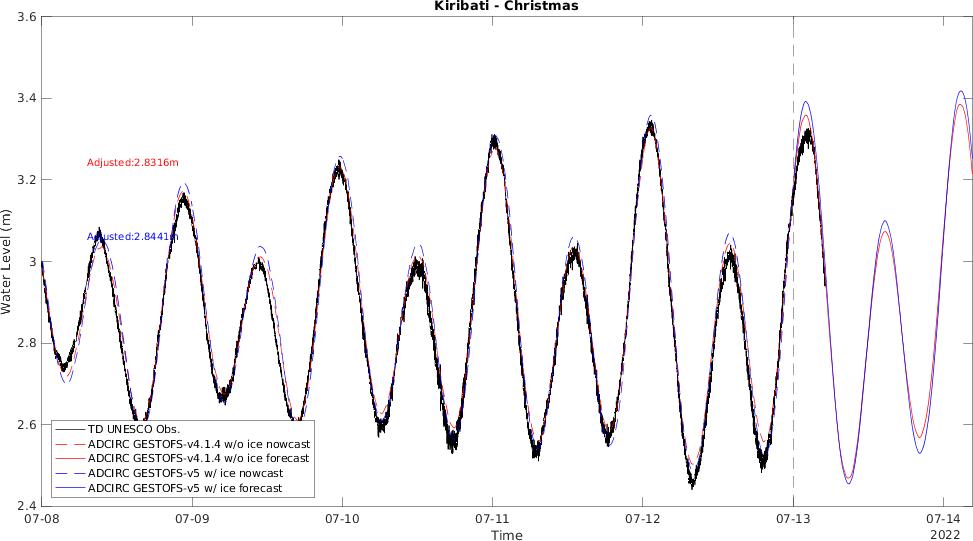 Kiribati - Christmas
3.6
3.4
3.2
3
2.8
2.6
2.4
Water Level (m)
Adjusted:2.8316m
Adjusted:2.8441m
TD UNESCO Obs.
ADCIRC GESTOFS-v4.1.4 w/o ice nowcast
ADCIRC GESTOFS-v4.1.4 w/o ice forecast
ADCIRC GESTOFS-v5 w/ ice nowcast
ADCIRC GESTOFS-v5 w/ ice forecast
07-08 07-09 07-10 07-11 07-12 07-13 07-14
Time
2022